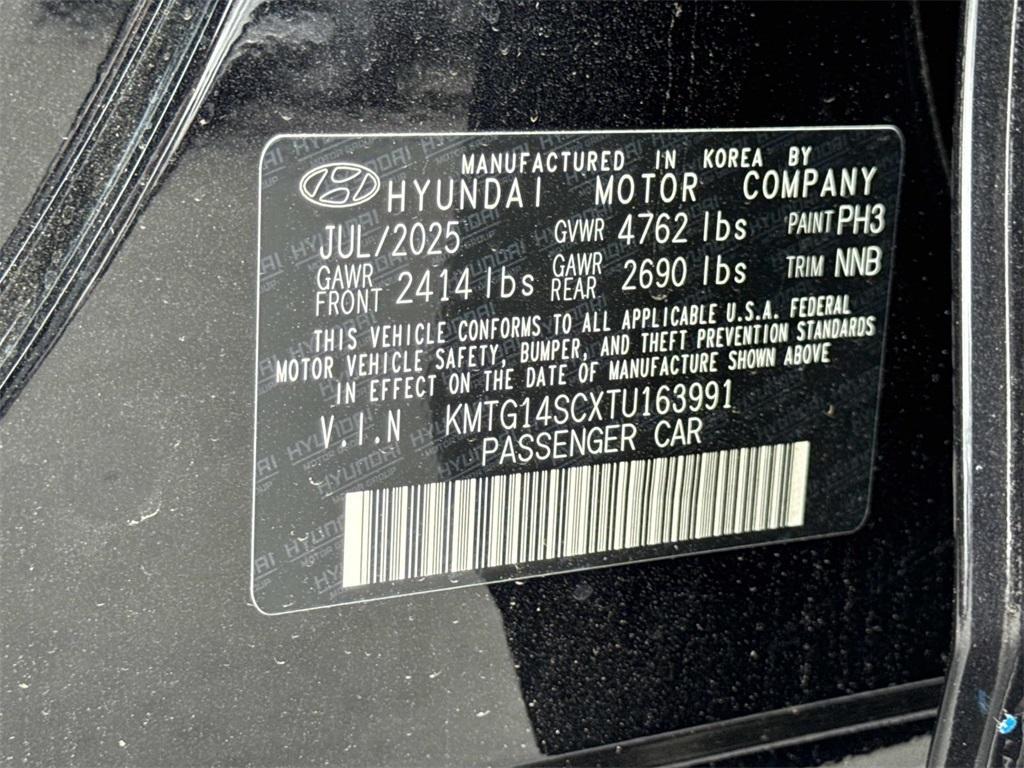 MANUFACTURED IN KOREA BY
HYUNDAI MOTOR COMPANY
JUL/2025 GVWR 4762 lbs PAINT PH3
GAWR FRONT 2414 lbs GAWR REAR 2690 lbs TRIM NNB
THIS VEHICLE CONFORMS TO ALL APPLICABLE U.S.A. FEDERAL
MOTOR VEHICLE SAFETY, BUMPER, AND THEFT PREVENTION STANDARDS
IN EFFECT ON THE DATE OF MANUFACTURE SHOWN ABOVE
V.I.N KMTG14SCXTU163991
PASSENGER CAR